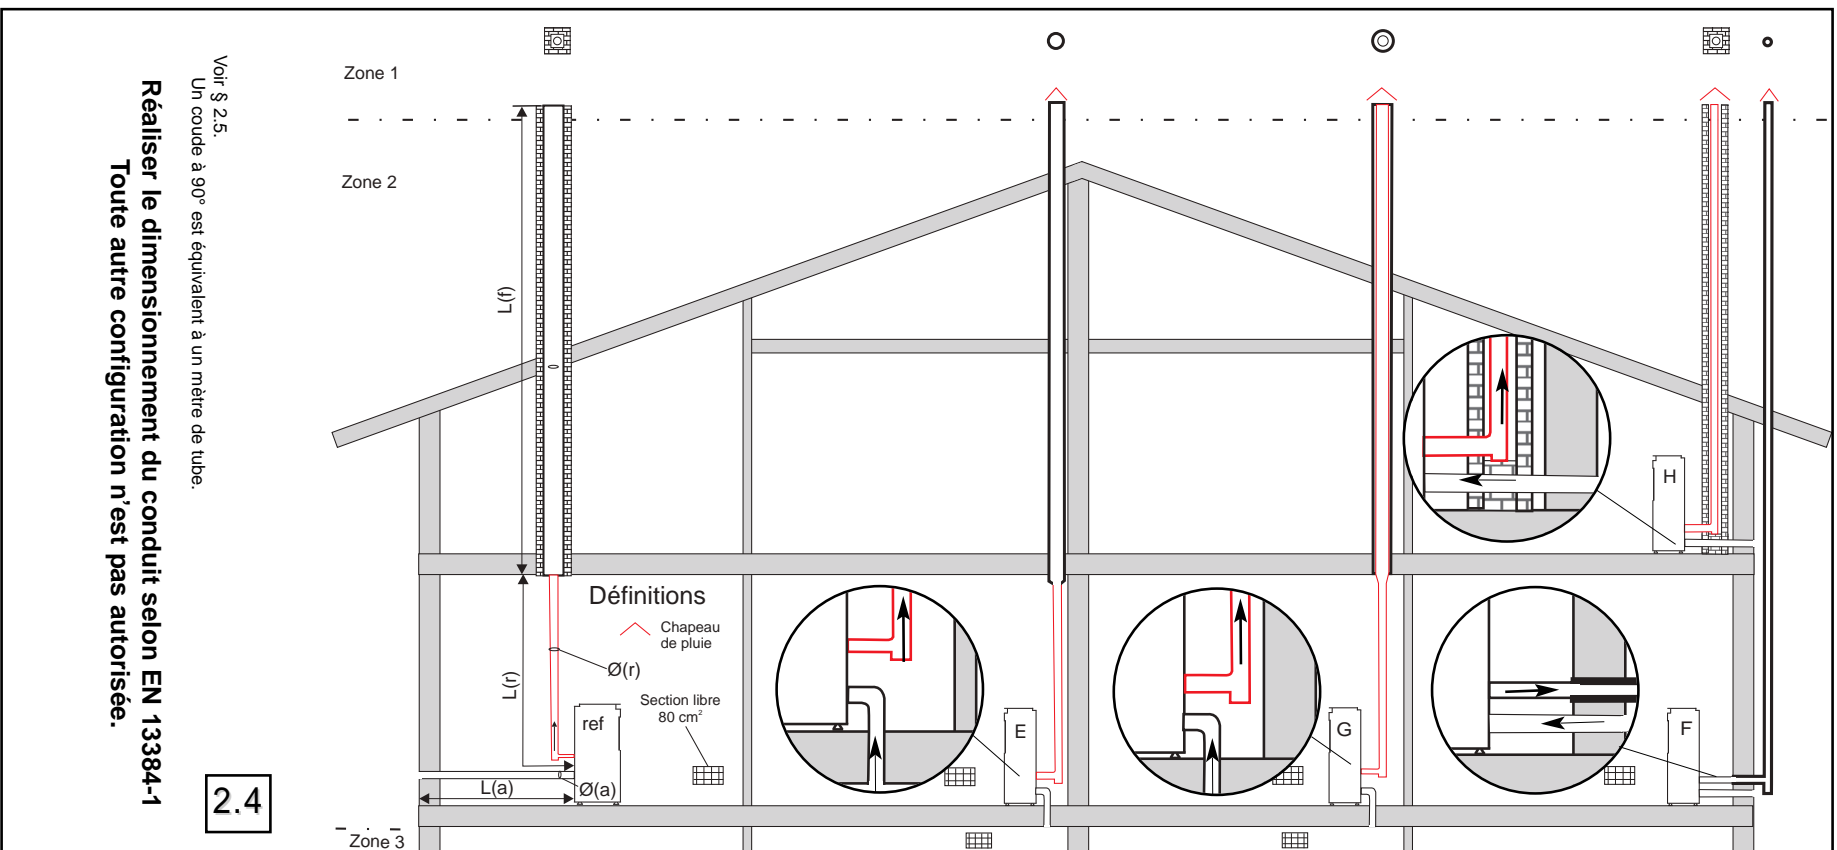 Réaliser le dimensionnement du conduit selon EN 13384-1
Toute autre configuration n'est pas autorisée.
Voir § 2.5.
Un coude à 90° est équivalent à un mètre de tube.
2.4
Zone 1
Zone 2
L(f)
Définitions
Chapeau
de pluie
Ø(r)
L(r)
Section libre
80 cm²
ref
L(a)
Ø(a)
E
G
F
H
Zone 3